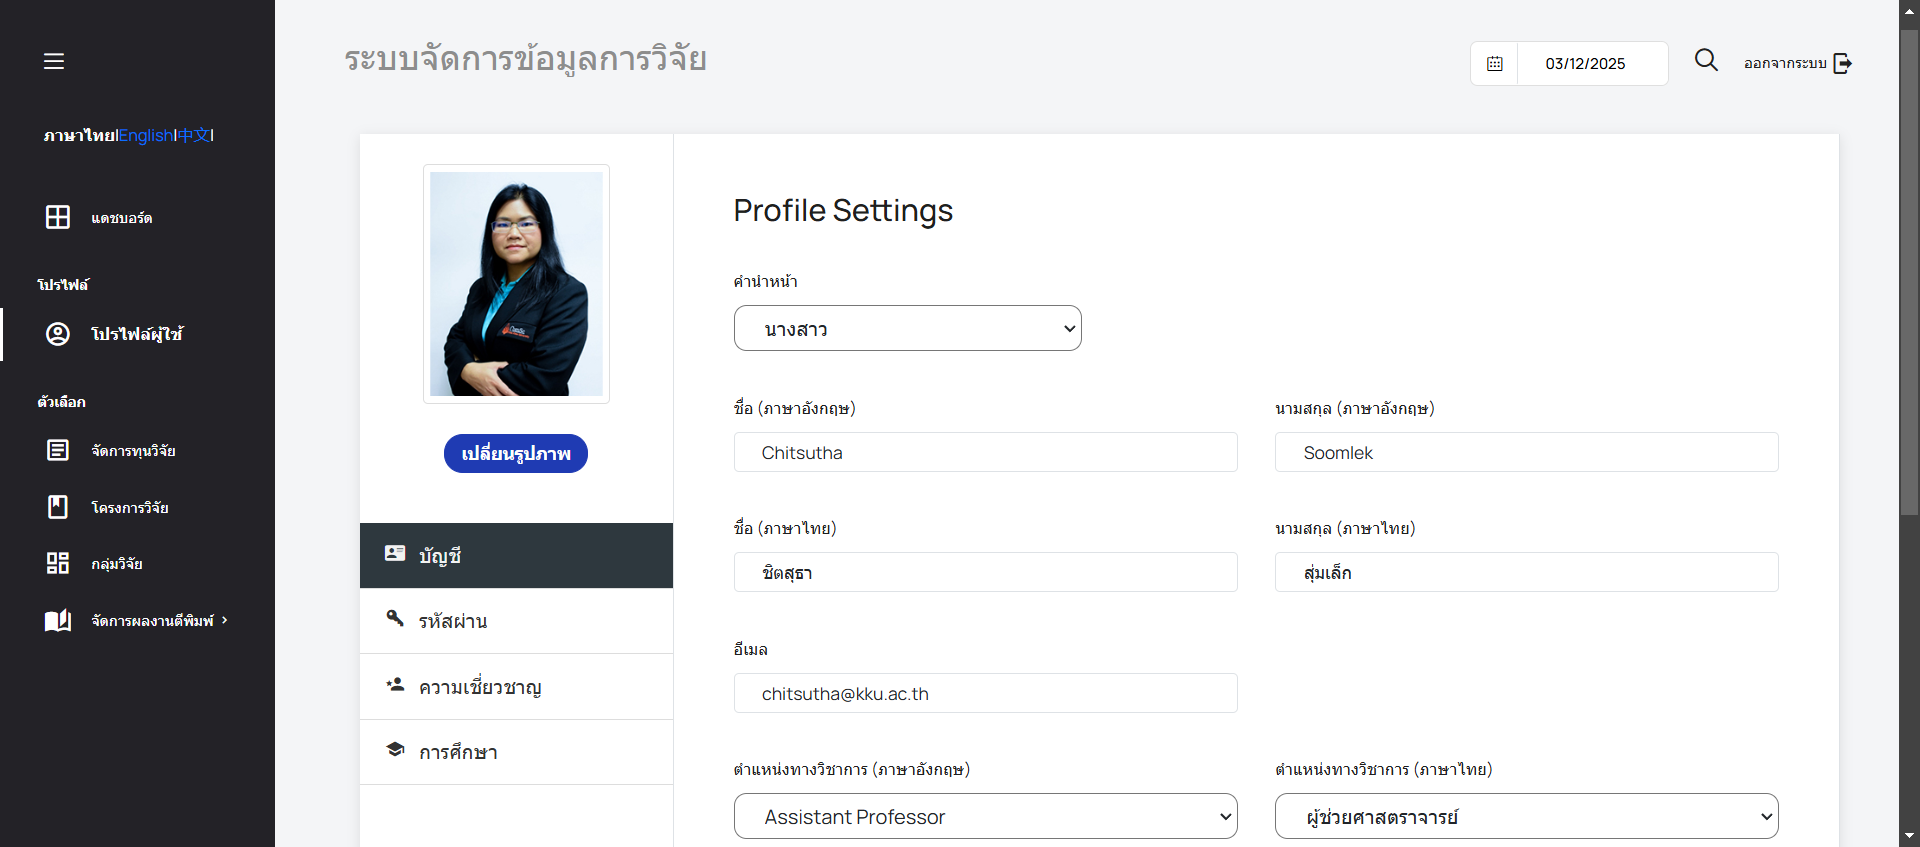 ระบบจัดการข้อมูลการวิจัย
03/12/2025
ออกจากระบบ
ภาษาไทย|English|中文|
แดชบอร์ด
โปรไฟล์
โปรไฟล์ผู้ใช้
ตัวเลือก
จัดการทุนวิจัย
โครงการวิจัย
กลุ่มวิจัย
จัดการผลงานตีพิมพ์
เปลี่ยนรูปภาพ
บัญชี
รหัสผ่าน
ความเชี่ยวชาญ
การศึกษา
Profile Settings
คำนำหน้า
นางสาว
ชื่อ (ภาษาอังกฤษ)
นามสกุล (ภาษาอังกฤษ)
Chitsutha
Soomlek
ชื่อ (ภาษาไทย)
นามสกุล (ภาษาไทย)
ชิตสุธา
สุ่มเล็ก
อีเมล
chitsutha@kku.ac.th
ตำแหน่งทางวิชาการ (ภาษาอังกฤษ)
ตำแหน่งทางวิชาการ (ภาษาไทย)
Assistant Professor
ผู้ช่วยศาสตราจารย์